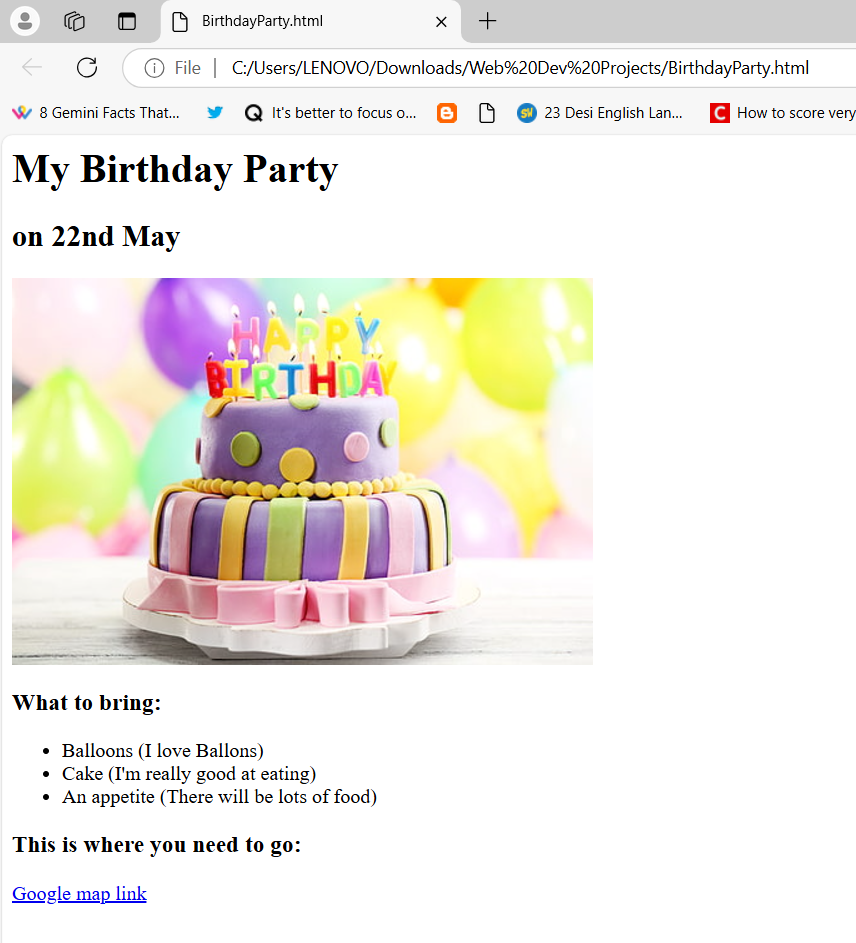 BirthdayParty.html
File | C:/Users/LENOVO/Downloads/Web%20Dev%20Projects/BirthdayParty.html
8 Gemini Facts That... Q It's better to focus o... SW 23 Desi English Lan... C How to score very
My Birthday Party
on 22nd May
HAPPY
BIRTHDAY
What to bring:
• Balloons (I love Ballons)
• Cake (I'm really good at eating)
• An appetite (There will be lots of food)
This is where you need to go:
Google map link